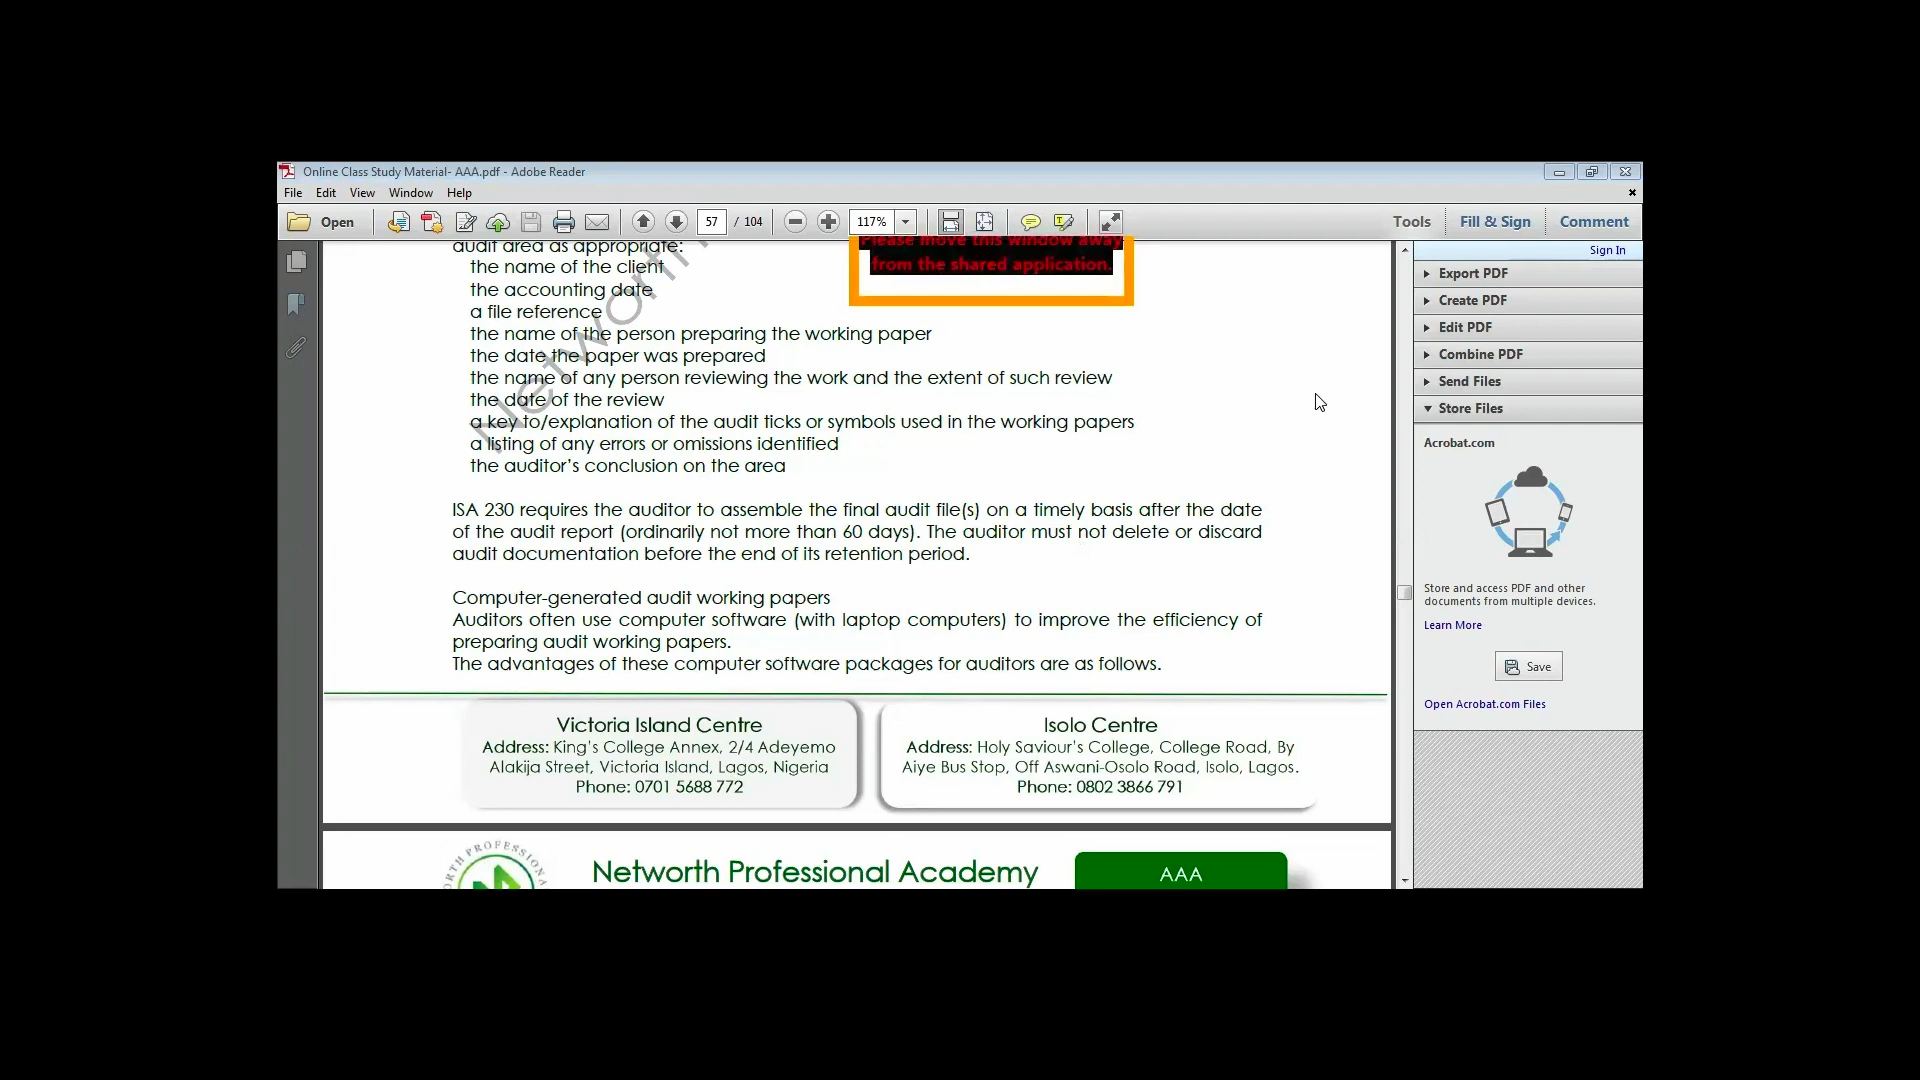 Online Class Study Material- AAA.pdf - Adobe Reader
File Edit View Window Help
Open 57 / 104 117% Tools Fill & Sign Comment
Sign In
audit area as appropriate:
the name of the client
the accounting date
a file reference
the name of the person preparing the working paper
the date the paper was prepared
the name of any person reviewing the work and the extent of such review
the date of the review
a key to/explanation of the audit ticks or symbols used in the working papers
a listing of any errors or omissions identified
the auditor's conclusion on the area
Please move this window away
from the shared application.
Networth
ISA 230 requires the auditor to assemble the final audit file(s) on a timely basis after the date
of the audit report (ordinarily not more than 60 days). The auditor must not delete or discard
audit documentation before the end of its retention period.
Computer-generated audit working papers
Auditors often use computer software (with laptop computers) to improve the efficiency of
preparing audit working papers.
The advantages of these computer software packages for auditors are as follows.
Victoria Island Centre
Address: King's College Annex, 2/4 Adeyemo
Alakija Street, Victoria Island, Lagos, Nigeria
Phone: 0701 5688 772
Isolo Centre
Address: Holy Saviour's College, College Road, By
Aiye Bus Stop, Off Aswani-Osolo Road, Isolo, Lagos.
Phone: 0802 3866 791
Networth Professional Academy
AAA
Export PDF
Create PDF
Edit PDF
Combine PDF
Send Files
Store Files
Acrobat.com
Store and access PDF and other
documents from multiple devices.
Learn More
Save
Open Acrobat.com Files